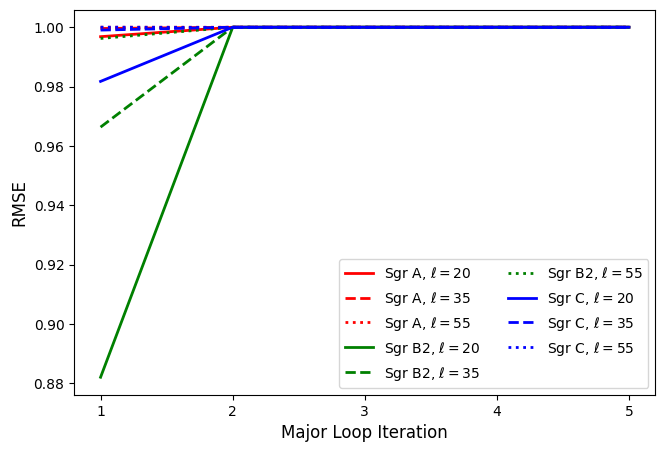 1.00
0.98
0.96
0.94
0.92
0.90
0.88
RMSE
Sgr A, ℓ = 20
Sgr A, ℓ = 35
Sgr A, ℓ = 55
Sgr B2, ℓ = 20
Sgr B2, ℓ = 35
Sgr B2, ℓ = 55
Sgr C, ℓ = 20
Sgr C, ℓ = 35
Sgr C, ℓ = 55
1 2 3 4 5
Major Loop Iteration